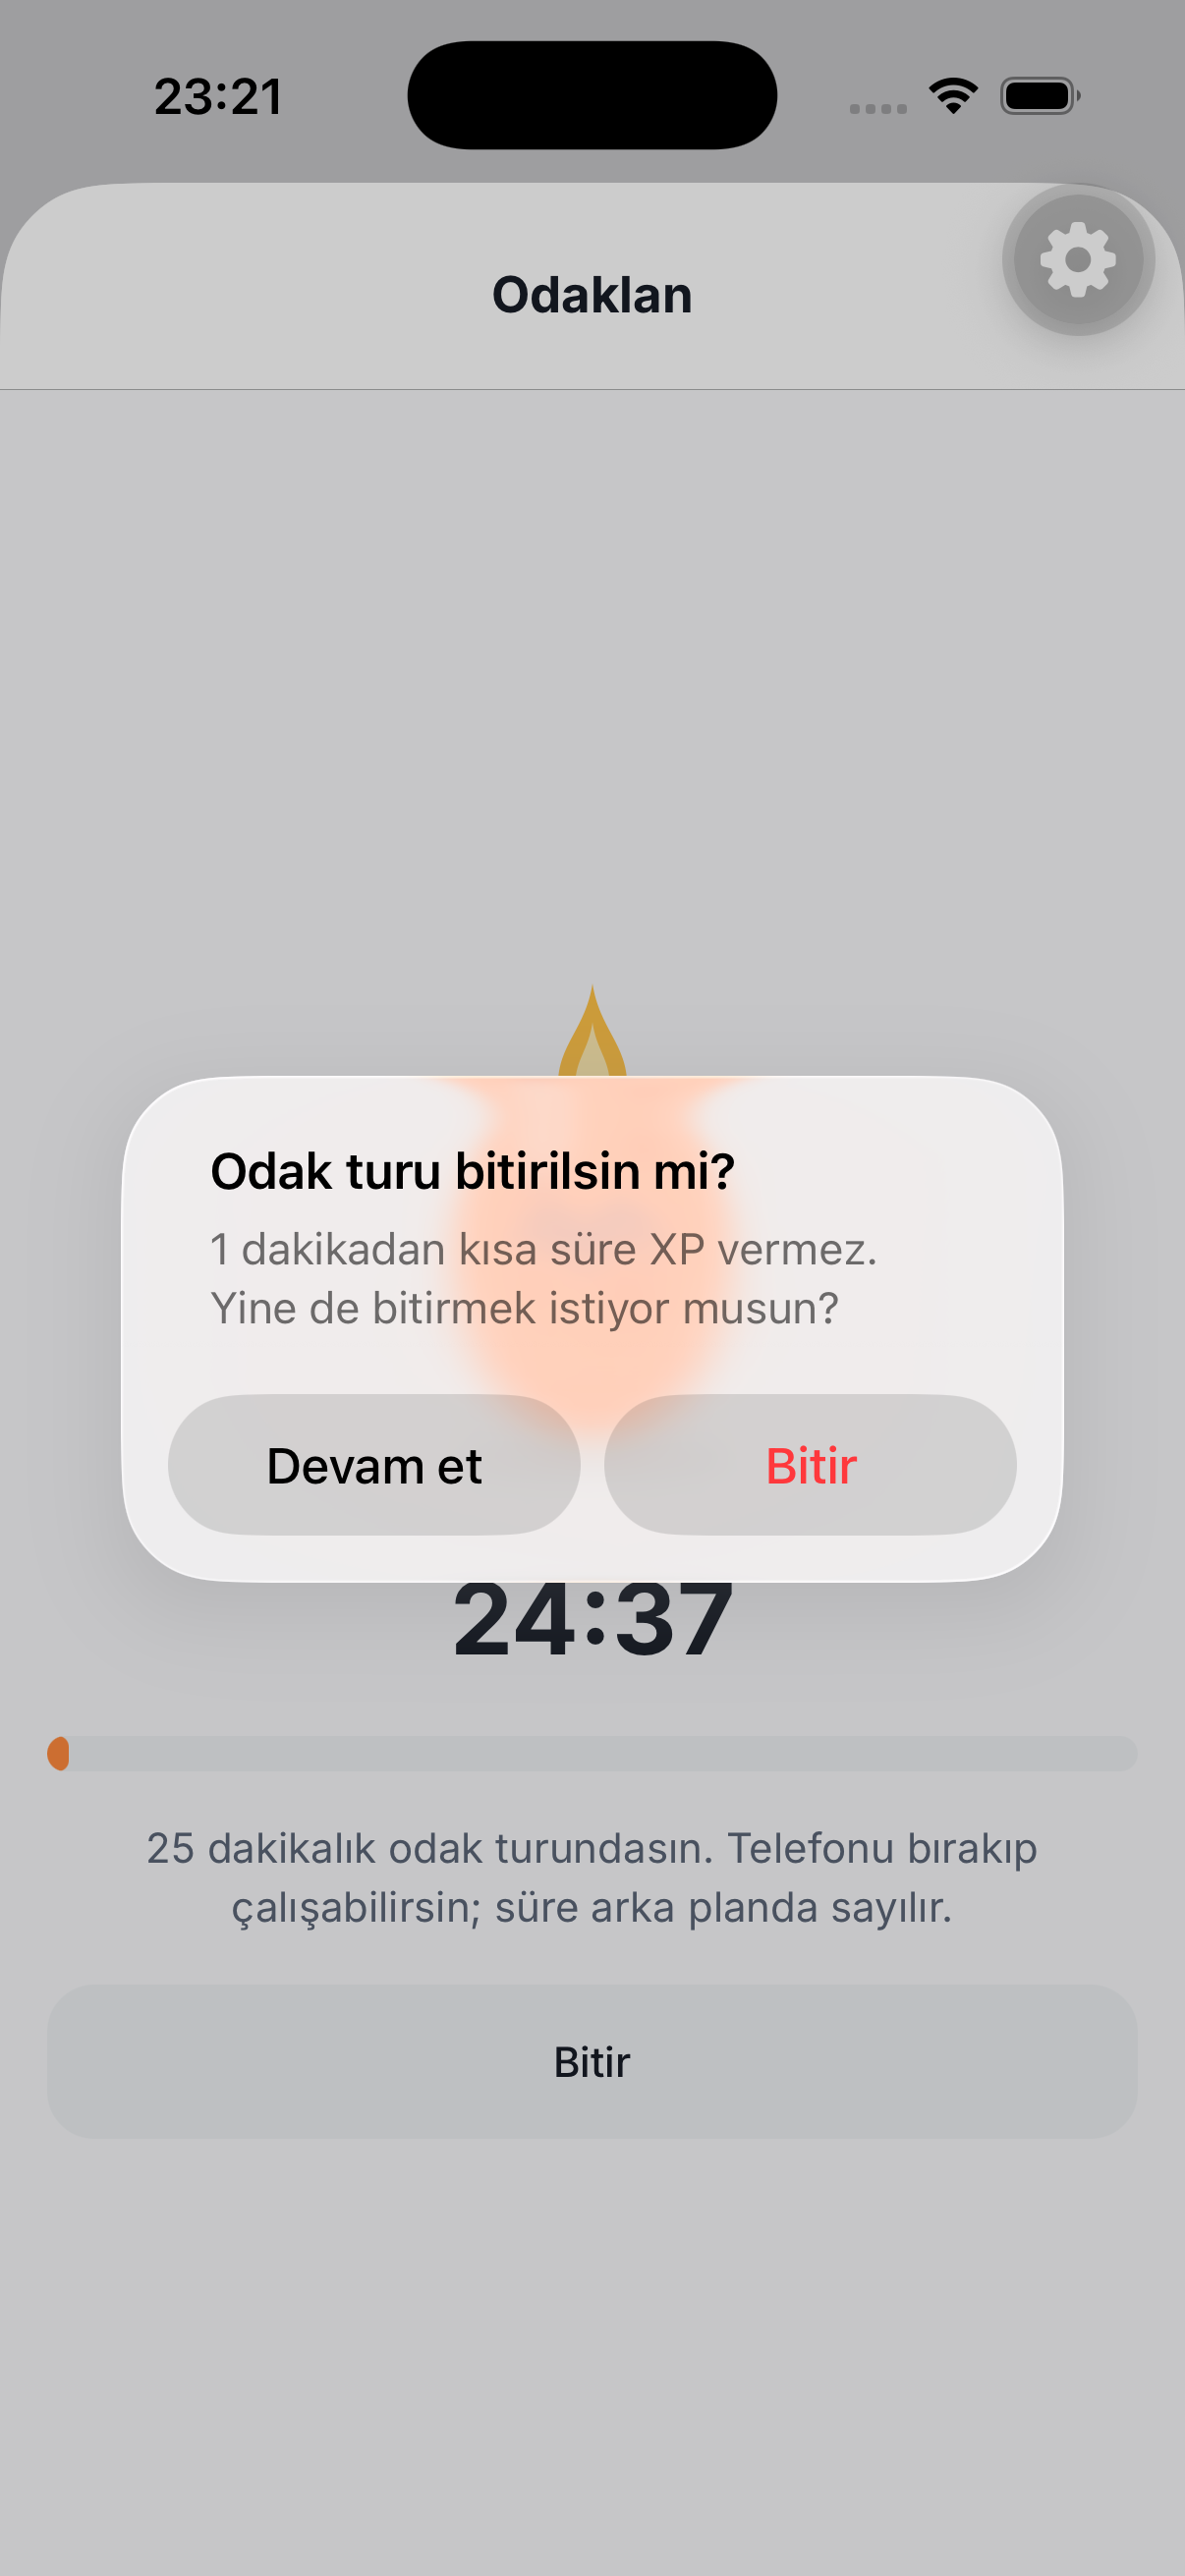 23:21
Odaklan
Odak turu bitirilsin mi?
1 dakikadan kısa süre XP vermez.
Yine de bitirmek istiyor musun?
Devam et
Bitir
24:37
25 dakikalık odak turundasın. Telefonu bırakıp
çalışabilirsin; süre arka planda sayılır.
Bitir